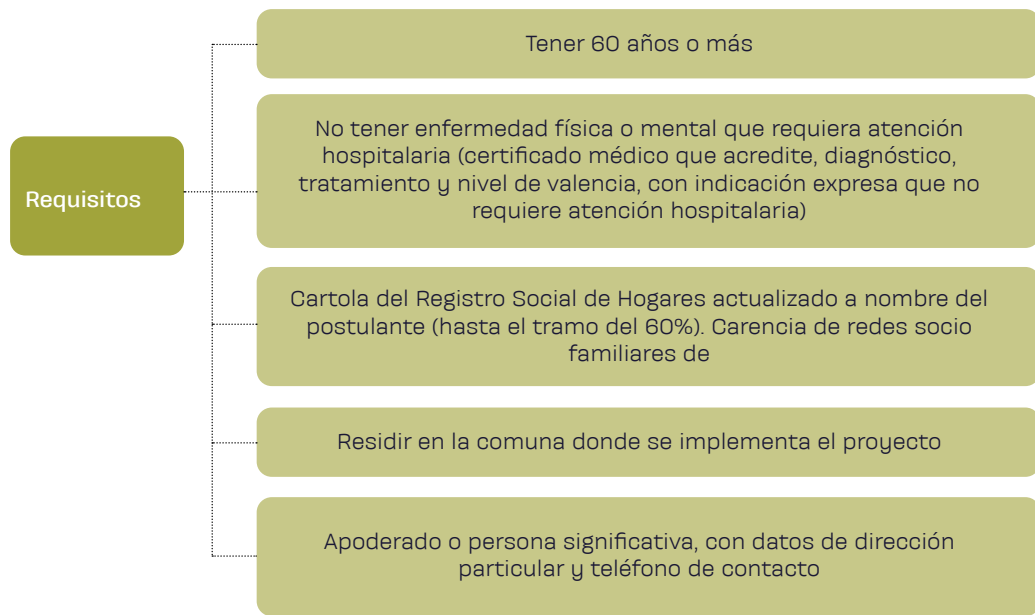 Requisitos
Tener 60 años o más
No tener enfermedad física o mental que requiera atención
hospitalaria (certificado médico que acredite, diagnóstico,
tratamiento y nivel de valencia, con indicación expresa que no
requiere atención hospitalaria)
Cartola del Registro Social de Hogares actualizado a nombre del
postulante (hasta el tramo del 60%). Carencia de redes socio
familiares de
Residir en la comuna donde se implementa el proyecto
Apoderado o persona significativa, con datos de dirección
particular y teléfono de contacto